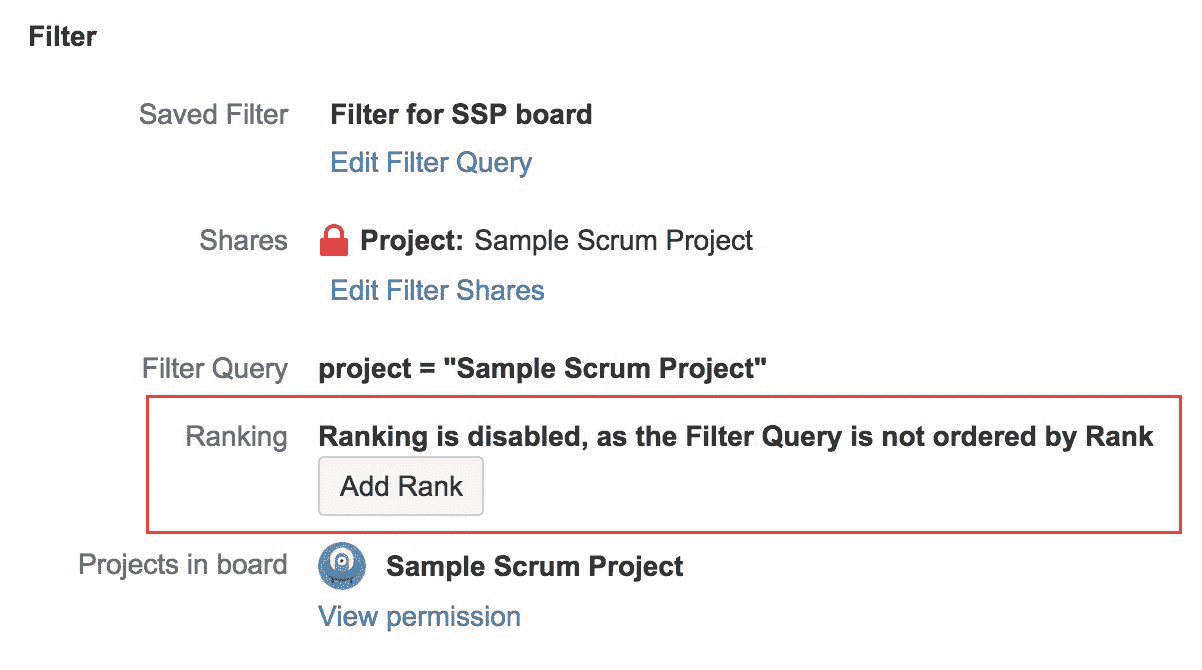 Filter
Saved Filter Filter for SSP board
Edit Filter Query
Shares Project: Sample Scrum Project
Edit Filter Shares
Filter Query project = "Sample Scrum Project"
Ranking Ranking is disabled, as the Filter Query is not ordered by Rank
Add Rank
Projects in board Sample Scrum Project
View permission